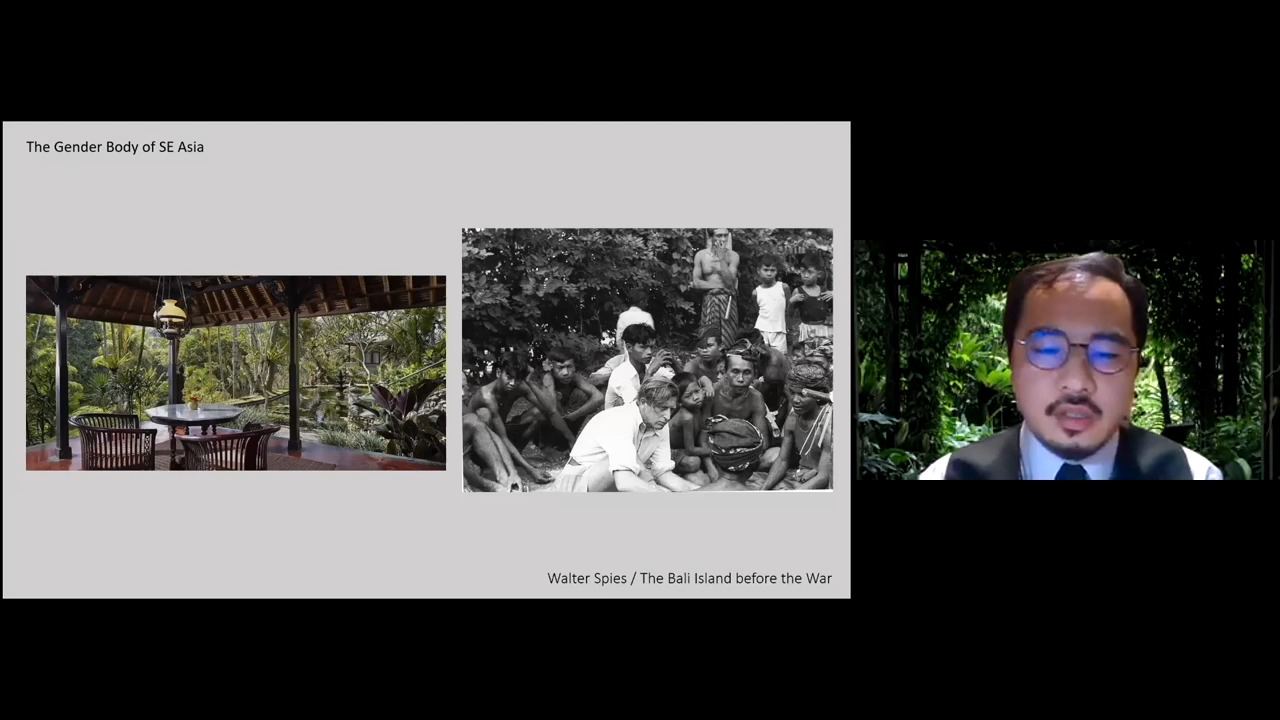 The Gender Body of SE Asia
Walter Spies / The Bali Island before the War